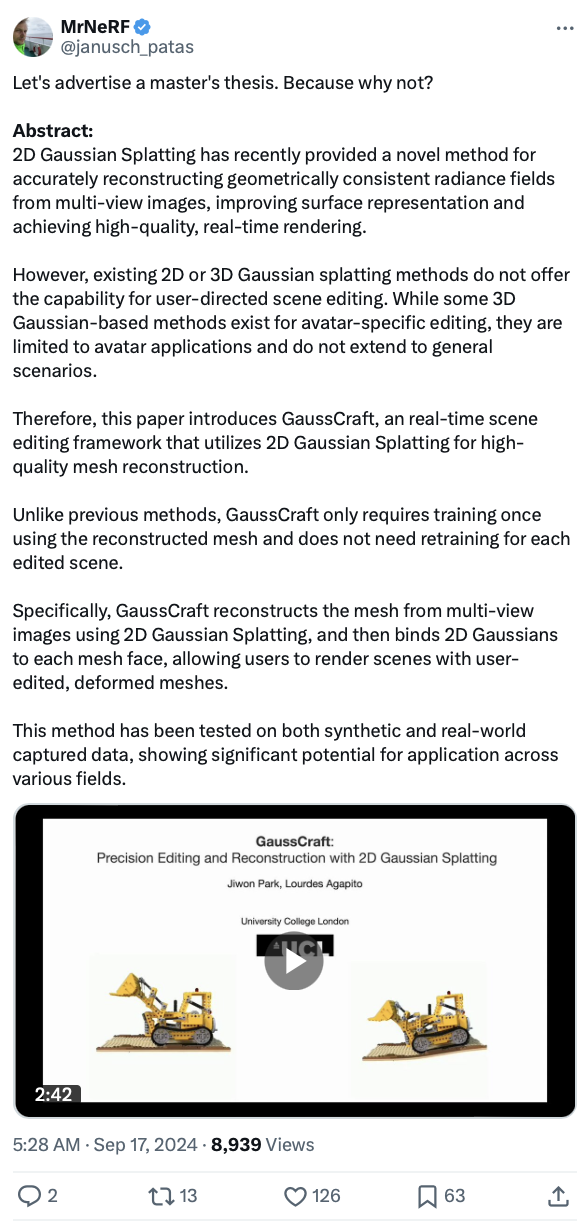 MrNeRF
@janusch_patas
Let's advertise a master's thesis. Because why not?
Abstract:
2D Gaussian Splatting has recently provided a novel method for
accurately reconstructing geometrically consistent radiance fields
from multi-view images, improving surface representation and
achieving high-quality, real-time rendering.
However, existing 2D or 3D Gaussian splatting methods do not offer
the capability for user-directed scene editing. While some 3D
Gaussian-based methods exist for avatar-specific editing, they are
limited to avatar applications and do not extend to general
scenarios.
Therefore, this paper introduces GaussCraft, an real-time scene
editing framework that utilizes 2D Gaussian Splatting for high-
quality mesh reconstruction.
Unlike previous methods, GaussCraft only requires training once
using the reconstructed mesh and does not need retraining for each
edited scene.
Specifically, GaussCraft reconstructs the mesh from multi-view
images using 2D Gaussian Splatting, and then binds 2D Gaussians
to each mesh face, allowing users to render scenes with user-
edited, deformed meshes.
This method has been tested on both synthetic and real-world
captured data, showing significant potential for application across
various fields.
GaussCraft:
Precision Editing and Reconstruction with 2D Gaussian Splatting
Jiwon Park, Lourdes Agapito
University College London
UCL
2:42
5:28 AM · Sep 17, 2024 · 8,939 Views
2 13 126 63